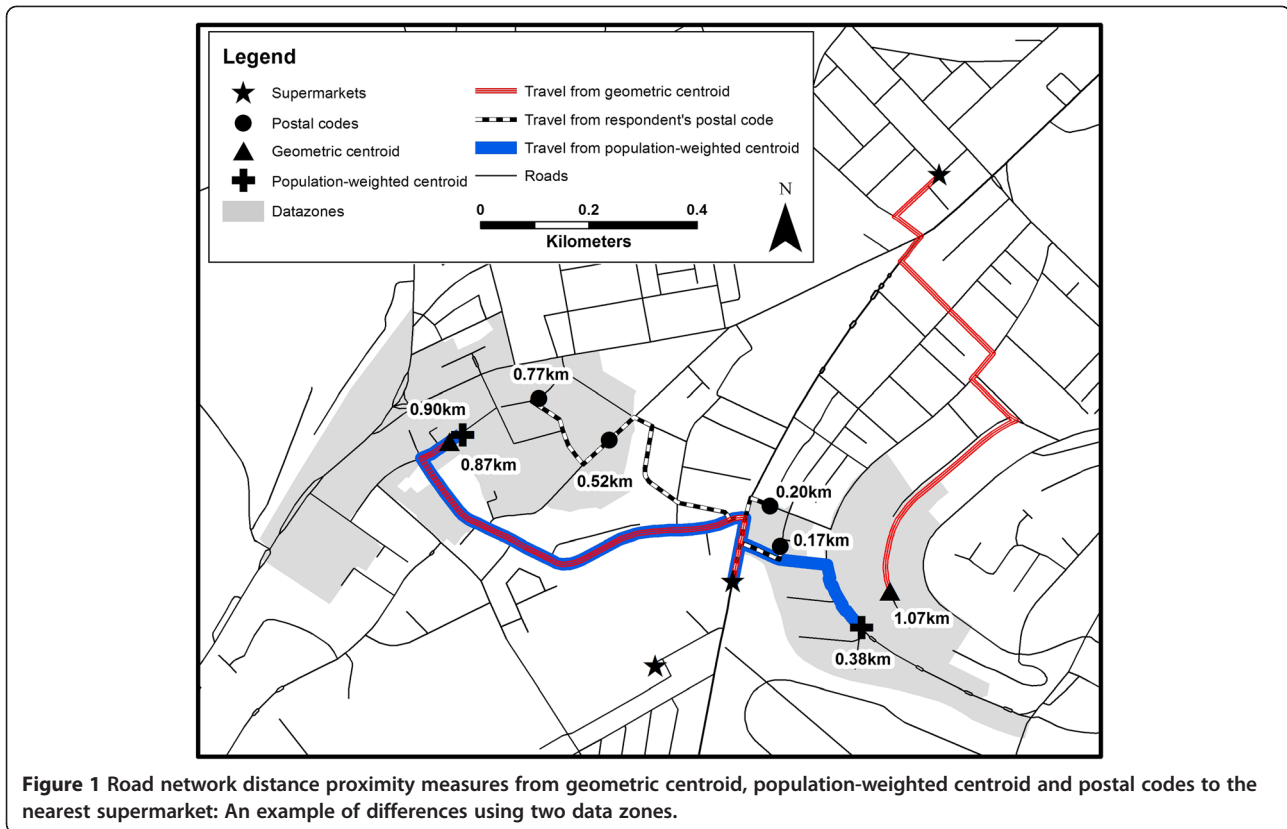 Legend
Supermarkets
Postal codes
Geometric centroid
Population-weighted centroid
Datazones
Travel from geometric centroid
Travel from respondent's postal code
Travel from population-weighted centroid
Roads
0 0.2 0.4
Kilometers
N
0.77km
0.90km
0.87km
0.52km
0.20km
0.17km
1.07km
0.38km
Figure 1 Road network distance proximity measures from geometric centroid, population-weighted centroid and postal codes to the
nearest supermarket: An example of differences using two data zones.